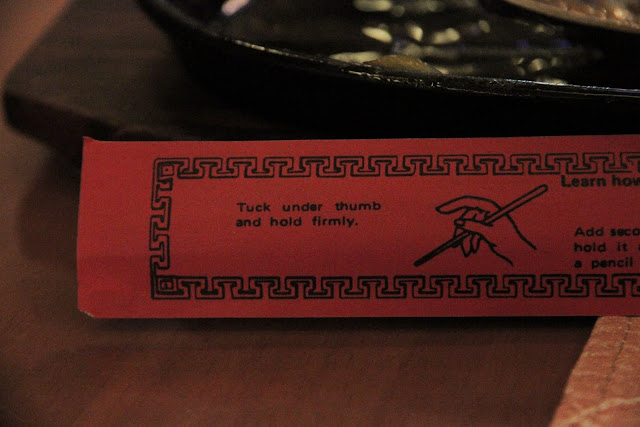 Learn how
Tuck under thumb
and hold firmly.
Add seco
hold it
a pencil